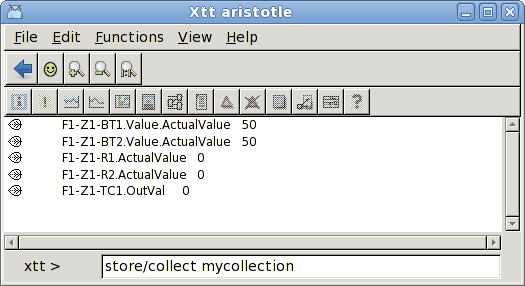 Xtt aristotle
File Edit Functions View Help
F1-Z1-BT1.Value.ActualValue 50
F1-Z1-BT2.Value.ActualValue 50
F1-Z1-R1.ActualValue 0
F1-Z1-R2.ActualValue 0
F1-Z1-TC1.OutVal 0
xtt > store/collect mycollection